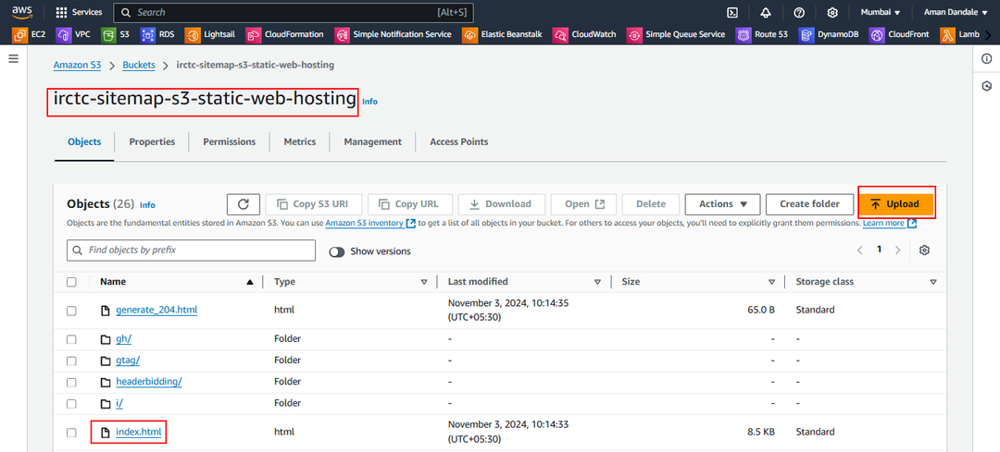 aws Services Search [Alt+S] Mumbai Aman Dandale
EC2 VPC S3 RDS Lightsail CloudFormation Simple Notification Service Elastic Beanstalk CloudWatch Simple Queue Service Route 53 DynamoDB CloudFront Lamb
Amazon S3 Buckets irctc-sitemap-s3-static-web-hosting
irctc-sitemap-s3-static-web-hosting Info
Objects Properties Permissions Metrics Management Access Points
Objects (26) Info Copy S3 URI Copy URL Download Open Delete Actions Create folder Upload
Objects are the fundamental entities stored in Amazon S3. You can use Amazon S3 inventory to get a list of all objects in your bucket. For others to access your objects, you'll need to explicitly grant them permissions. Learn more
Find objects by prefix Show versions 1
Name Type Last modified Size Storage class
generate_204.html html November 3, 2024, 10:14:35 65.0 B Standard
(UTC+05:30)
gh/ Folder - - -
gtag/ Folder - - -
headerbidding/ Folder - - -
i/ Folder - - -
index.html html November 3, 2024, 10:14:33 8.5 KB Standard
(UTC+05:30)